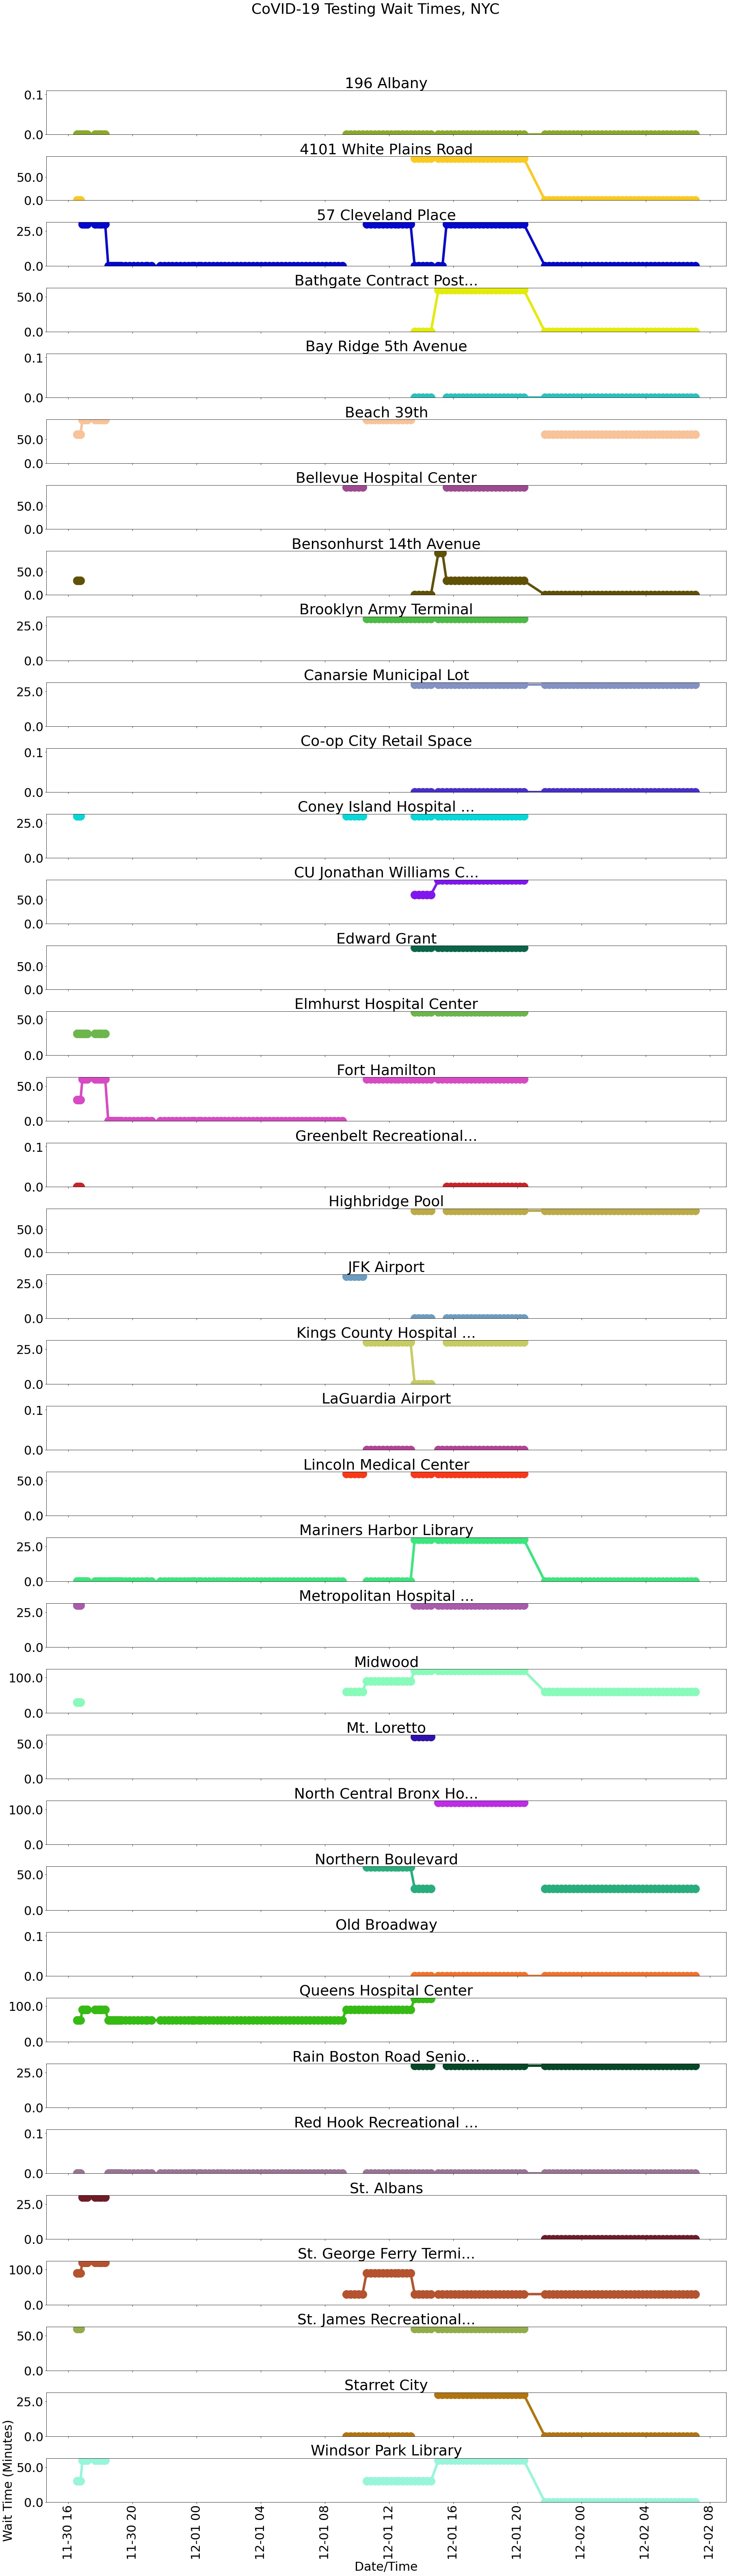 CoVID-19 Testing Wait Times, NYC
196 Albany
0.1
0.0
4101 White Plains Road
50.0
0.0
57 Cleveland Place
25.0
0.0
Bathgate Contract Post...
50.0
0.0
Bay Ridge 5th Avenue
0.1
0.0
Beach 39th
50.0
0.0
Bellevue Hospital Center
50.0
0.0
Bensonhurst 14th Avenue
50.0
0.0
Brooklyn Army Terminal
25.0
0.0
Canarsie Municipal Lot
25.0
0.0
Co-op City Retail Space
0.1
0.0
Coney Island Hospital ...
25.0
0.0
CU Jonathan Williams C...
50.0
0.0
Edward Grant
50.0
0.0
Elmhurst Hospital Center
50.0
0.0
Fort Hamilton
50.0
0.0
Greenbelt Recreational...
0.1
0.0
Highbridge Pool
50.0
0.0
JFK Airport
25.0
0.0
Kings County Hospital ...
25.0
0.0
LaGuardia Airport
0.1
0.0
Lincoln Medical Center
50.0
0.0
Mariners Harbor Library
25.0
0.0
Metropolitan Hospital ...
25.0
0.0
Midwood
100.0
0.0
Mt. Loretto
50.0
0.0
North Central Bronx Ho...
100.0
0.0
Northern Boulevard
50.0
0.0
Old Broadway
0.1
0.0
Queens Hospital Center
100.0
0.0
Rain Boston Road Senio...
25.0
0.0
Red Hook Recreational ...
0.1
0.0
St. Albans
25.0
0.0
St. George Ferry Termi...
100.0
0.0
St. James Recreational...
50.0
0.0
Starret City
25.0
0.0
Windsor Park Library
50.0
0.0
Wait Time (Minutes)
11-30 16
11-30 20
12-01 00
12-01 04
12-01 08
12-01 12
12-01 16
12-01 20
12-02 00
12-02 04
12-02 08
Date/Time